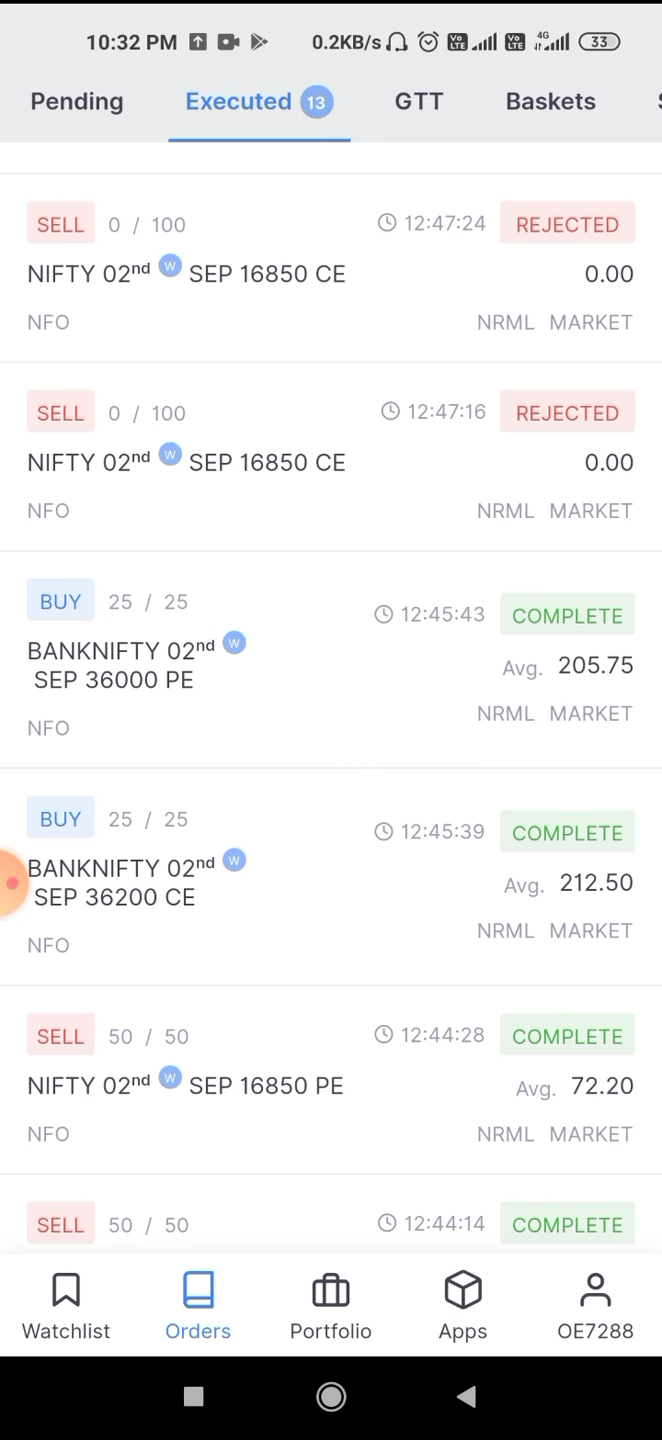 10:32 PM 0.2KB/s Vo LTE Vo LTE 4G 33
Pending Executed 13 GTT Baskets
SELL 0 / 100 12:47:24 REJECTED
NIFTY 02nd W SEP 16850 CE 0.00
NFO NRML MARKET
SELL 0 / 100 12:47:16 REJECTED
NIFTY 02nd W SEP 16850 CE 0.00
NFO NRML MARKET
BUY 25 / 25 12:45:43 COMPLETE
BANKNIFTY 02nd W Avg. 205.75
SEP 36000 PE
NFO NRML MARKET
BUY 25 / 25 12:45:39 COMPLETE
BANKNIFTY 02nd W Avg. 212.50
SEP 36200 CE
NFO NRML MARKET
SELL 50 / 50 12:44:28 COMPLETE
NIFTY 02nd W SEP 16850 PE Avg. 72.20
NFO NRML MARKET
SELL 50 / 50 12:44:14 COMPLETE
Watchlist Orders Portfolio Apps OE7288